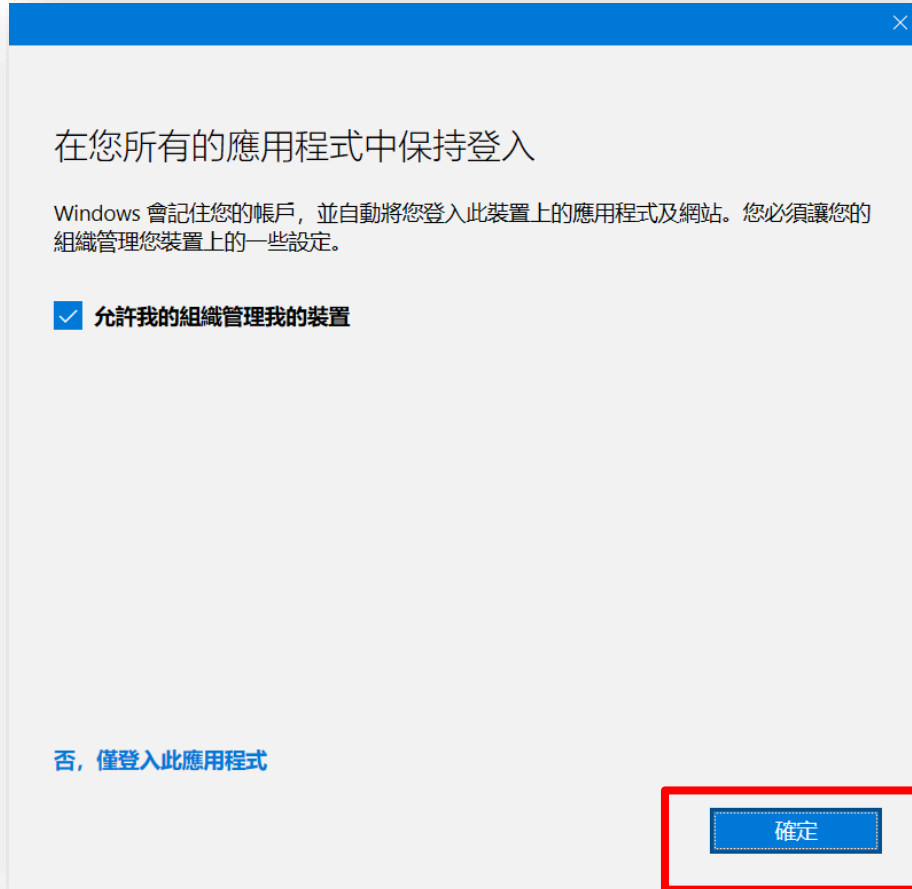 在您所有的應用程式中保持登入
Windows 會記住您的帳戶，並自動將您登入此裝置上的應用程式及網站。您必須讓您的
組織管理您裝置上的一些設定。
允許我的組織管理我的裝置
否，僅登入此應用程式
確定